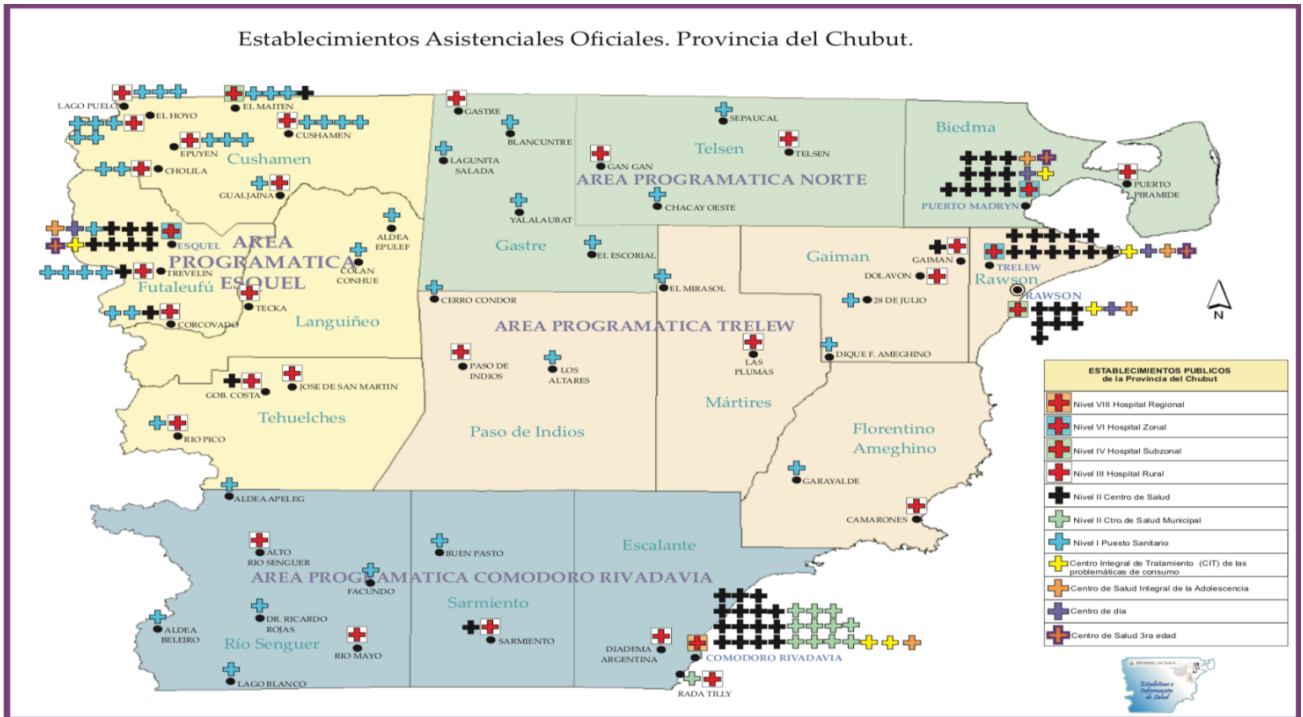 Establecimientos Asistenciales Oficiales. Provincia del Chubut.
LAGO PUELO
EL HOYO
EL MAITEN
CUSHAMEN
EPUYEN
Cushamen
CHOLILA
GUALJAINA
GASTRE
BLANCUNTRE
LAGUNITA
SALADA
YALALAUBAT
Gastre
EL ESCORIAL
SEPAUCAL
Telsen
TELSEN
GAN GAN
AREA PROGRAMATICA NORTE
CHACAY OESTE
Biedma
PUERTO
PIRAMIDE
PUERTO MADRYN
ESQUEL
AREA
PROGRAMATICA
ESQUEL
ALDEA
EPULEF
COLAN
CONHUE
TREVELIN
Futaleufú
TECKA
CORCOVADO
Languiñeo
CERRO CONDOR
EL MIRASOL
Gaiman
GAIMAN
DOLAVON
28 DE JULIO
TRELEW
Rawson
RAWSON
N
AREA PROGRAMATICA TRELEW
PASO DE
INDIOS
LOS
ALTARES
LAS
PLUMAS
DIQUE F. AMEGHINO
GOB. COSTA
JOSE DE SAN MARTIN
Tehuelches
RIO PICO
Paso de Indios
Mártires
Florentino
Ameghino
GARAYALDE
CAMARONES
ALDEA APELEG
ALTO
RIO SENGUER
BUEN PASTO
Escalante
AREA PROGRAMATICA COMODORO RIVADAVIA
FACUNDO
Sarmiento
DR. RICARDO
ROJAS
ALDEA
BELEIRO
Río Senguer
RIO MAYO
SARMIENTO
DIADEMA
ARGENTINA
COMODORO RIVADAVIA
LAGO BLANCO
RADA TILLY
ESTABLECIMIENTOS PUBLICOS
de la Provincia del Chubut
Nivel VIII Hospital Regional
Nivel VI Hospital Zonal
Nivel IV Hospital Subzonal
Nivel III Hospital Rural
Nivel II Centro de Salud
Nivel II Ctro.de Salud Municipal
Nivel I Puesto Sanitario
Centro Integral de Tratamiento (CIT) de las
problemáticas de consumo
Centro de Salud Integral de la Adolescencia
Centro de día
Centro de Salud 3ra edad
Estadísticas e
Información
de Salud